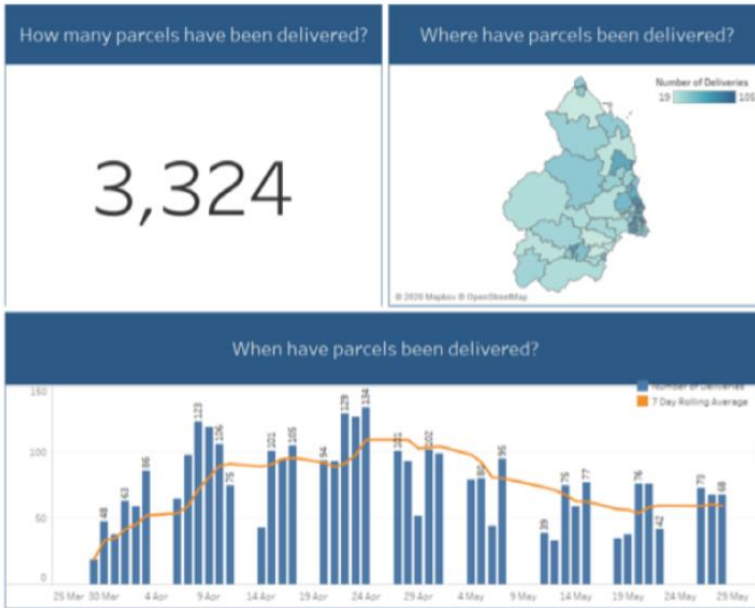 How many parcels have been delivered?
3,324
Where have parcels been delivered?
Number of Deliveries
19 105
© 2020 Mapbox © OpenStreetMap
When have parcels been delivered?
Number of Deliveries
7 Day Rolling Average
150
100
50
0
48 63 86 123 106 75 101 105 94 129 134 101 102 80 95 39 75 77 76 42 73 68
25 Mar 30 Mar 4 Apr 9 Apr 14 Apr 19 Apr 24 Apr 29 Apr 4 May 9 May 14 May 19 May 24 May 29 May